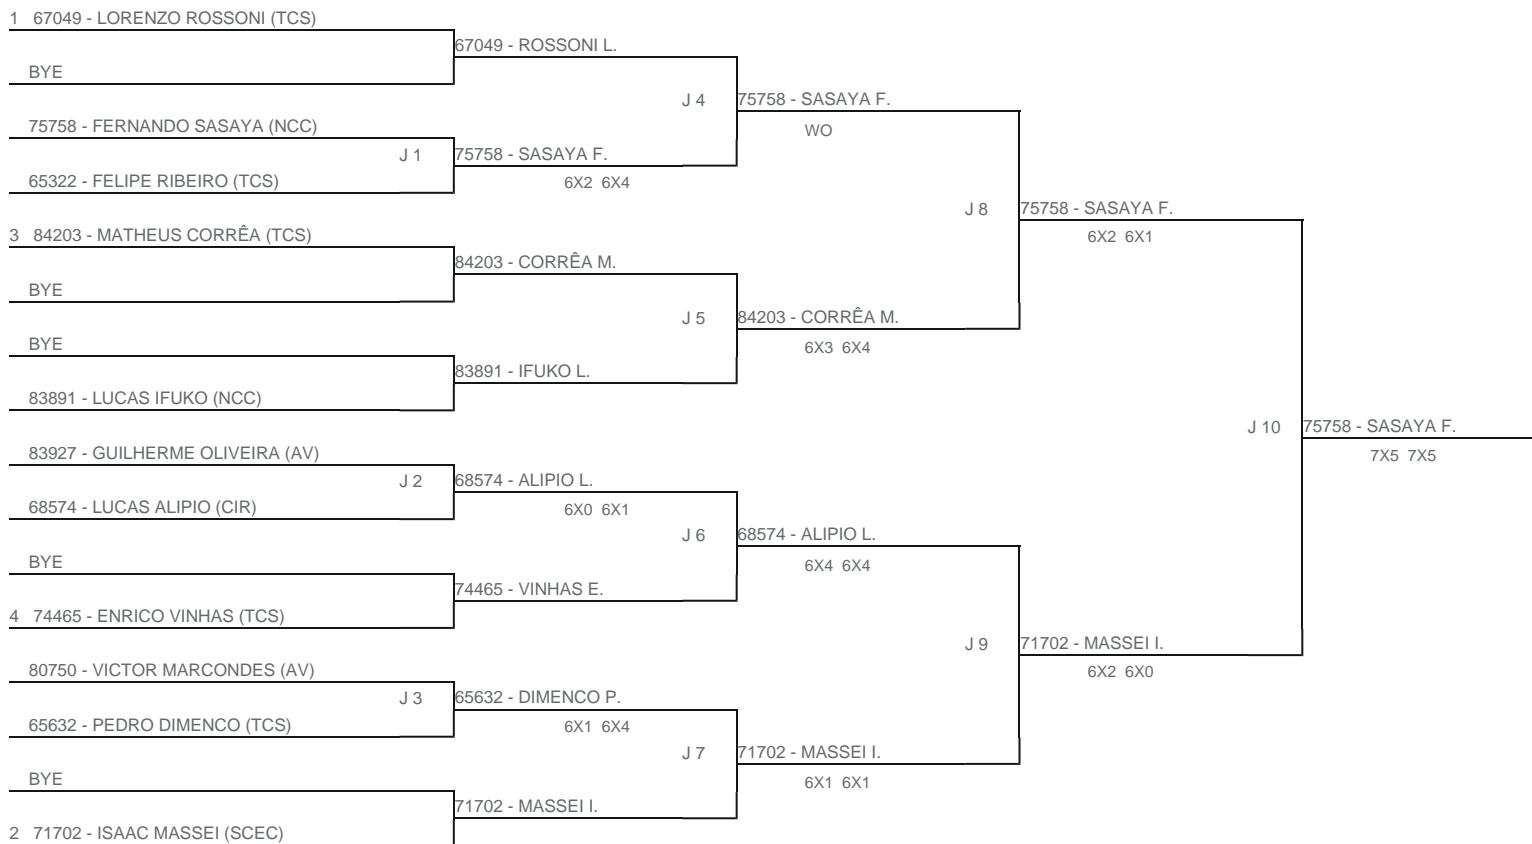 1 67049 - LORENZO ROSSONI (TCS)
67049 - ROSSONI L.
BYE
J 4
75758 - SASAYA F.
WO
75758 - FERNANDO SASAYA (NCC)
J 1
75758 - SASAYA F.
6X2 6X4
65322 - FELIPE RIBEIRO (TCS)
J 8
75758 - SASAYA F.
6X2 6X1
3 84203 - MATHEUS CORRÊA (TCS)
84203 - CORRÊA M.
BYE
J 5
84203 - CORRÊA M.
6X3 6X4
BYE
83891 - IFUKO L.
83891 - LUCAS IFUKO (NCC)
J 10
75758 - SASAYA F.
7X5 7X5
83927 - GUILHERME OLIVEIRA (AV)
J 2
68574 - ALIPIO L.
6X0 6X1
68574 - LUCAS ALIPIO (CIR)
J 6
68574 - ALIPIO L.
6X4 6X4
BYE
74465 - VINHAS E.
4 74465 - ENRICO VINHAS (TCS)
J 9
71702 - MASSEI I.
6X2 6X0
80750 - VICTOR MARCONDES (AV)
J 3
65632 - DIMENCO P.
6X1 6X4
65632 - PEDRO DIMENCO (TCS)
J 7
71702 - MASSEI I.
6X1 6X1
BYE
71702 - MASSEI I.
2 71702 - ISAAC MASSEI (SCEC)